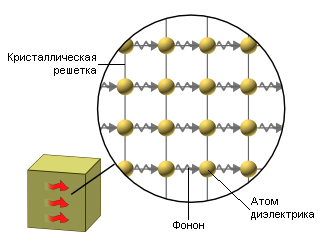 Кристаллическая
решетка
Атом
диэлектрика
Фонон